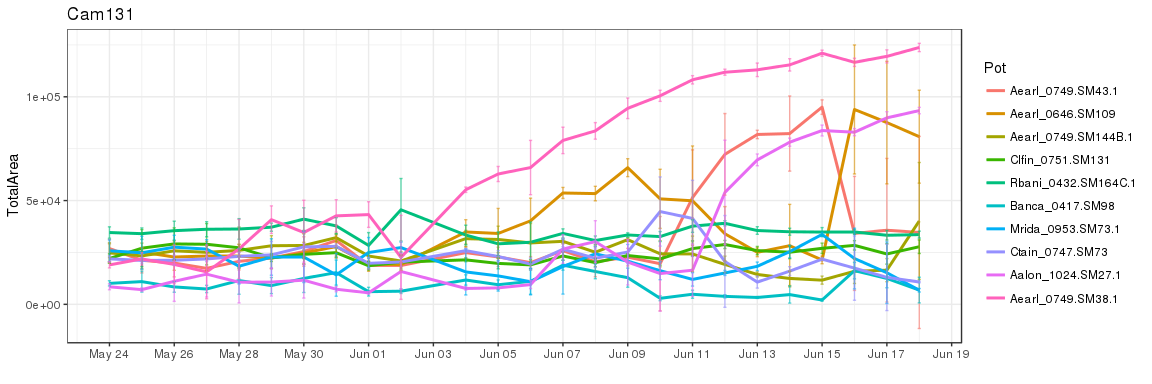 Cam131
TotalArea
1e+05
5e+04
0e+00
May 24 May 26 May 28 May 30 Jun 01 Jun 03 Jun 05 Jun 07 Jun 09 Jun 11 Jun 13 Jun 15 Jun 17 Jun 19
Pot
Aearl_0749.SM43.1
Aearl_0646.SM109
Aearl_0749.SM144B.1
Clfin_0751.SM131
Rbani_0432.SM164C.1
Banca_0417.SM98
Mrida_0953.SM73.1
Ctain_0747.SM73
Aalon_1024.SM27.1
Aearl_0749.SM38.1